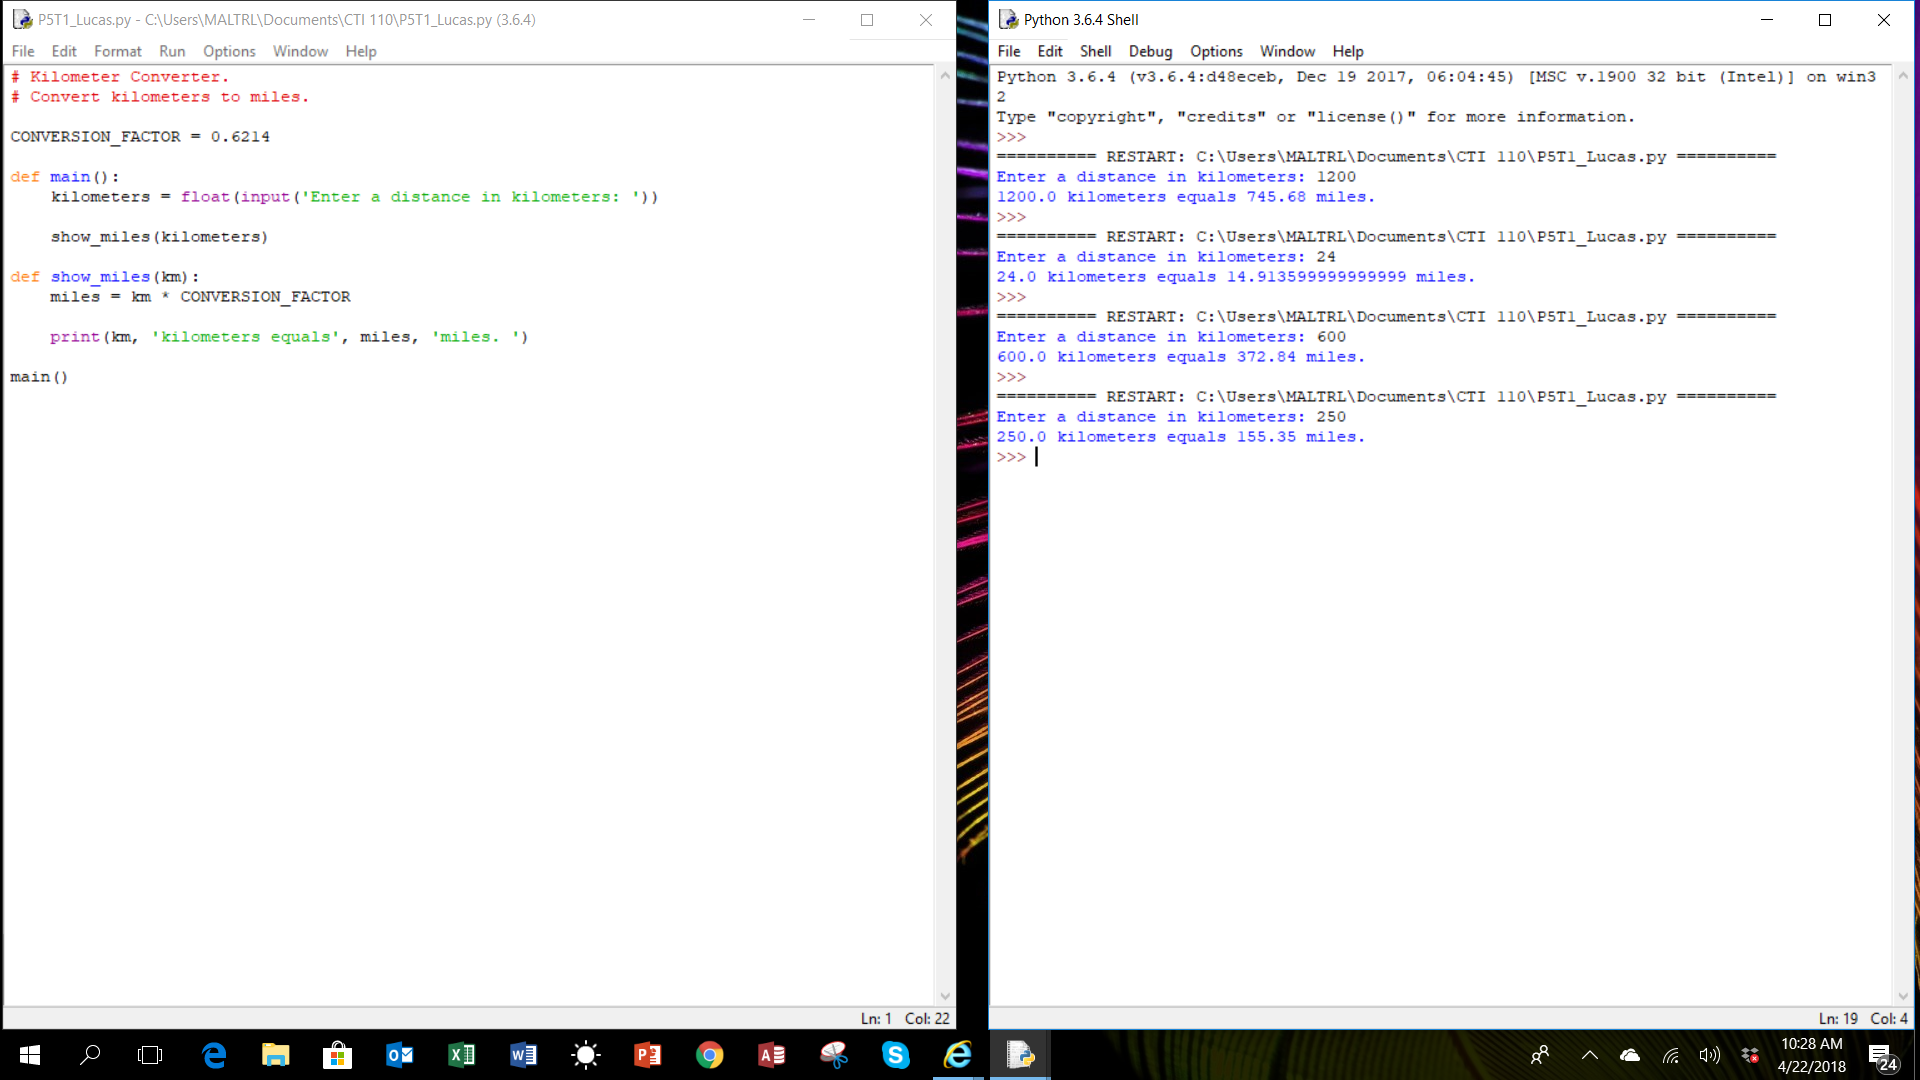 P5T1_Lucas.py - C:\Users\MALTRL\Documents\CTI 110\P5T1_Lucas.py (3.6.4)
File Edit Format Run Options Window Help
# Kilometer Converter.
# Convert kilometers to miles.
CONVERSION_FACTOR = 0.6214
def main():
    kilometers = float(input('Enter a distance in kilometers: '))
    show_miles(kilometers)
def show_miles(km):
    miles = km * CONVERSION_FACTOR
    print(km, 'kilometers equals', miles, 'miles. ')
main()
Ln: 1 Col: 22
Python 3.6.4 Shell
File Edit Shell Debug Options Window Help
Python 3.6.4 (v3.6.4:d48eceb, Dec 19 2017, 06:04:45) [MSC v.1900 32 bit (Intel)] on win3
2
Type "copyright", "credits" or "license()" for more information.
>>>
========== RESTART: C:\Users\MALTRL\Documents\CTI 110\P5T1_Lucas.py ==========
Enter a distance in kilometers: 1200
1200.0 kilometers equals 745.68 miles.
>>>
========== RESTART: C:\Users\MALTRL\Documents\CTI 110\P5T1_Lucas.py ==========
Enter a distance in kilometers: 24
24.0 kilometers equals 14.913599999999999 miles.
>>>
========== RESTART: C:\Users\MALTRL\Documents\CTI 110\P5T1_Lucas.py ==========
Enter a distance in kilometers: 600
600.0 kilometers equals 372.84 miles.
>>>
========== RESTART: C:\Users\MALTRL\Documents\CTI 110\P5T1_Lucas.py ==========
Enter a distance in kilometers: 250
250.0 kilometers equals 155.35 miles.
>>>
Ln: 19 Col: 4
10:28 AM
4/22/2018
24